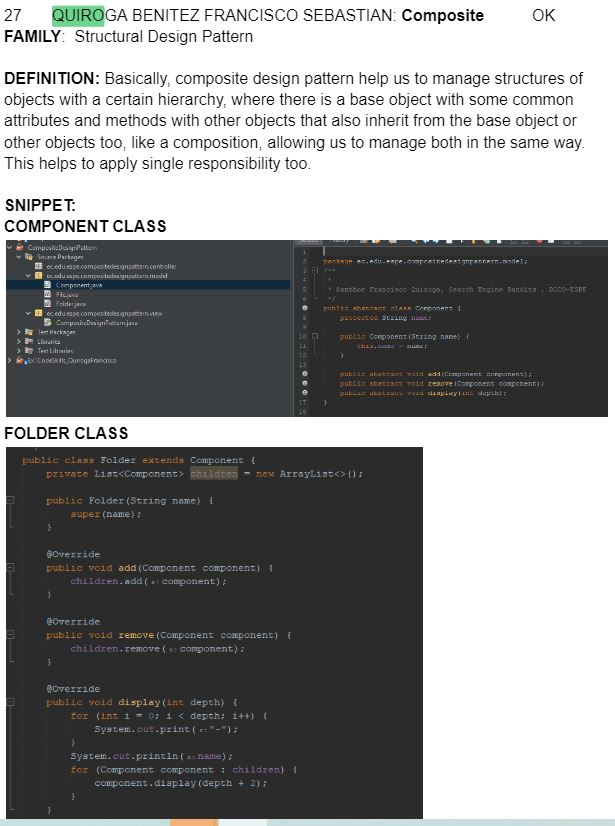 27 QUIROGA BENITEZ FRANCISCO SEBASTIAN: Composite OK
FAMILY: Structural Design Pattern
DEFINITION: Basically, composite design pattern help us to manage structures of
objects with a certain hierarchy, where there is a base object with some common
attributes and methods with other objects that also inherit from the base object or
other objects too, like a composition, allowing us to manage both in the same way.
This helps to apply single responsibility too.
SNIPPET:
COMPONENT CLASS
CompositeDesignPattern
Source Packages
ec.edu.espe.compositedesignpattern.controller
ec.edu.espe.compositedesignpattern.model
Component.java
File.java
Folder.java
ec.edu.espe.compositedesignpattern.view
CompositeDesignPattern.java
Test Packages
Libraries
Test Libraries
Ex1CodeSkills_QuirogaFrancisco
1
2 package ec.edu.espe.compositedesignpattern.model;
3 /**
4 *
5 * @author Francisco Quiroga, Search Engine Bandits , DCCO-ESPE
6 */
public abstract class Component {
8 protected String name;
10 public Component(String name) {
11 this.name = name;
12 }
13
public abstract void add(Component component);
public abstract void remove(Component component);
public abstract void display(int depth);
17 }
18
FOLDER CLASS
public class Folder extends Component {
private List<Component> children = new ArrayList<>();
public Folder(String name) {
super(name);
}
@Override
public void add(Component component) {
children.add( e: component);
}
@Override
public void remove(Component component) {
children.remove( o: component);
}
@Override
public void display(int depth) {
for (int i = 0; i < depth; i++) {
System.out.print( s: "-");
}
System.out.println( x: name);
for (Component component : children) {
component.display(depth + 2);
}
}